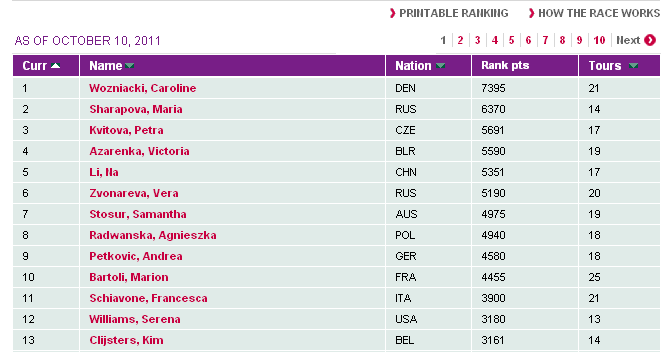 PRINTABLE RANKING HOW THE RACE WORKS
AS OF OCTOBER 10, 2011 1 2 3 4 5 6 7 8 9 10 Next
Curr Name Nation Rank pts Tours
1 Wozniacki, Caroline DEN 7395 21
2 Sharapova, Maria RUS 6370 14
3 Kvitova, Petra CZE 5691 17
4 Azarenka, Victoria BLR 5590 19
5 Li, Na CHN 5351 17
6 Zvonareva, Vera RUS 5190 20
7 Stosur, Samantha AUS 4975 19
8 Radwanska, Agnieszka POL 4940 18
9 Petkovic, Andrea GER 4580 18
10 Bartoli, Marion FRA 4455 25
11 Schiavone, Francesca ITA 3900 21
12 Williams, Serena USA 3180 13
13 Clijsters, Kim BEL 3161 14